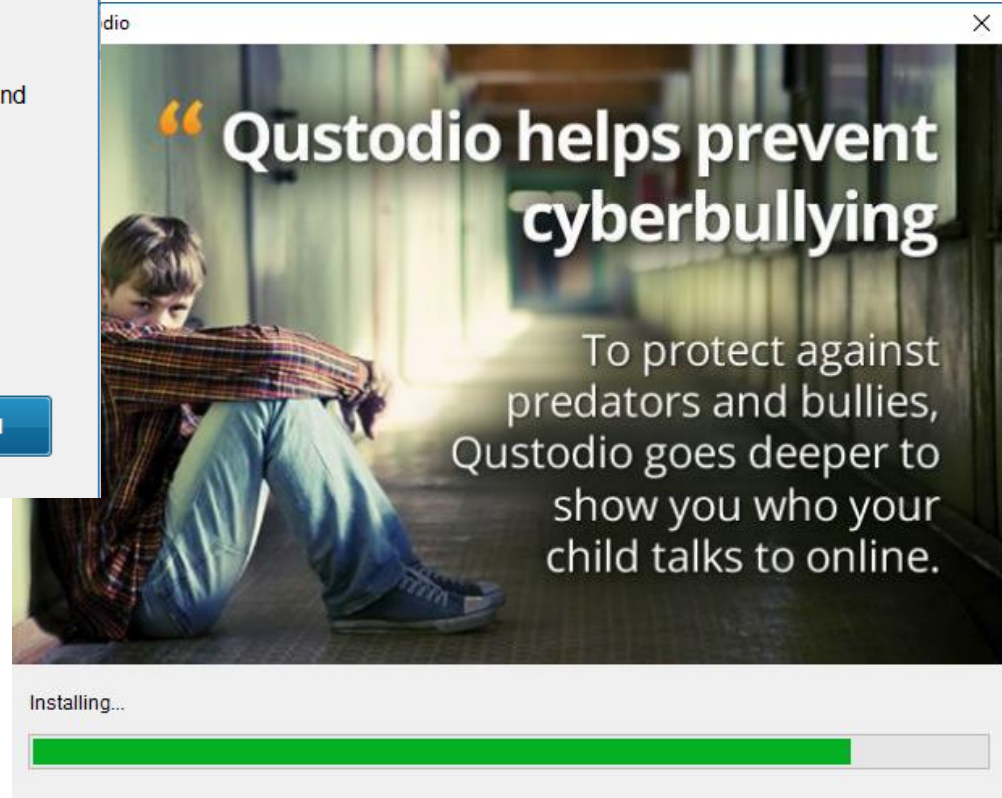 dio
nd
“ Qustodio helps prevent
cyberbullying
To protect against
predators and bullies,
Qustodio goes deeper to
show you who your
child talks to online.
Installing...